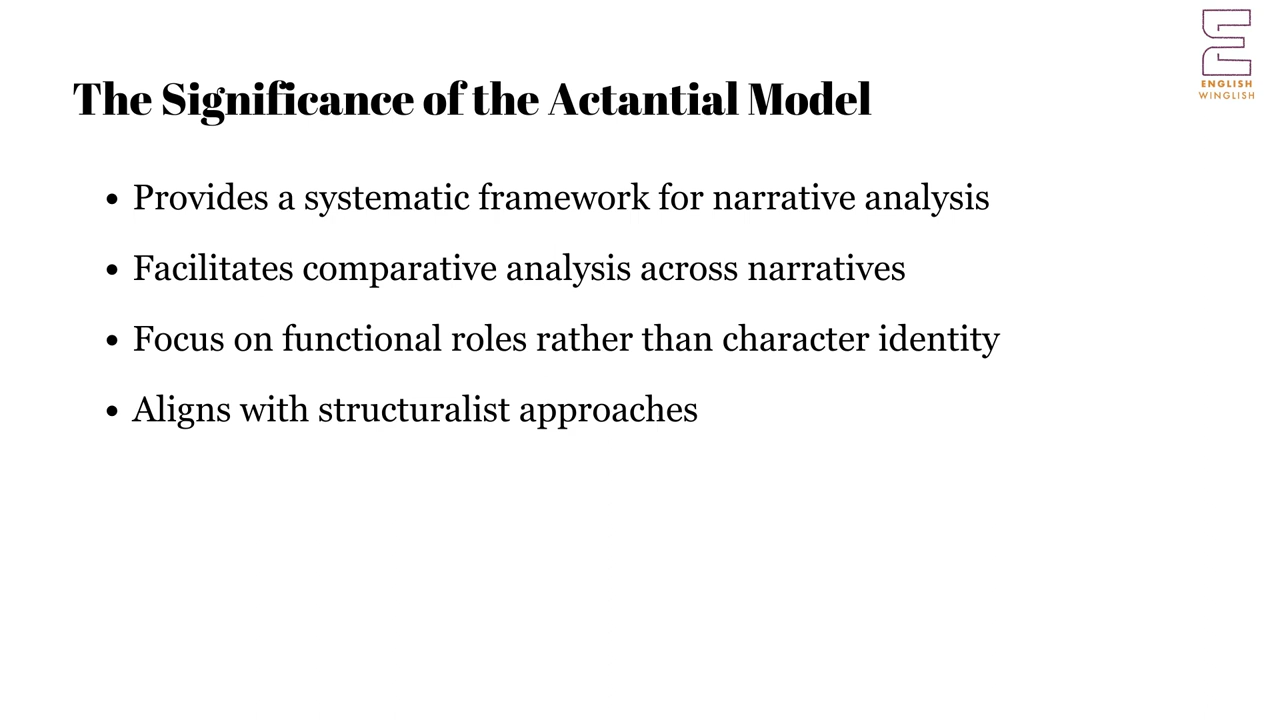 ENGLISH
WINGLISH
The Significance of the Actantial Model
• Provides a systematic framework for narrative analysis
• Facilitates comparative analysis across narratives
• Focus on functional roles rather than character identity
• Aligns with structuralist approaches